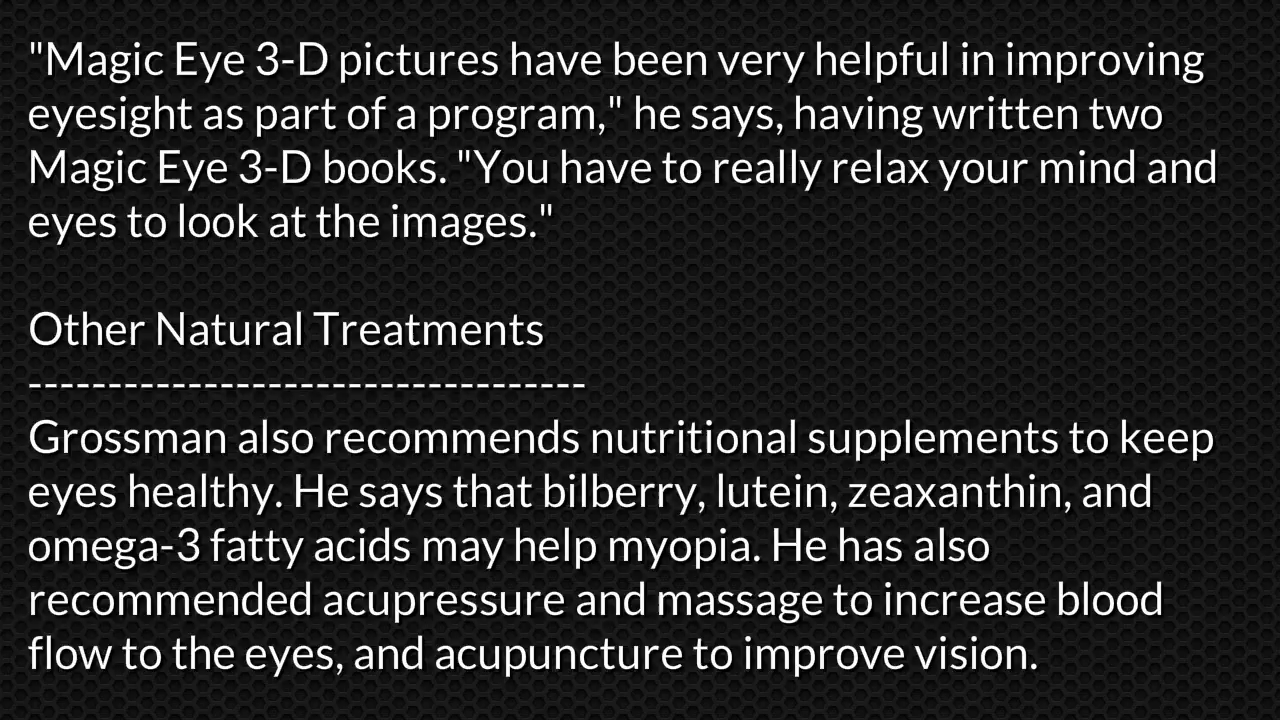 "Magic Eye 3-D pictures have been very helpful in improving
eyesight as part of a program," he says, having written two
Magic Eye 3-D books. "You have to really relax your mind and
eyes to look at the images."
Other Natural Treatments
-----------------------------------
Grossman also recommends nutritional supplements to keep
eyes healthy. He says that bilberry, lutein, zeaxanthin, and
omega-3 fatty acids may help myopia. He has also
recommended acupressure and massage to increase blood
flow to the eyes, and acupuncture to improve vision.